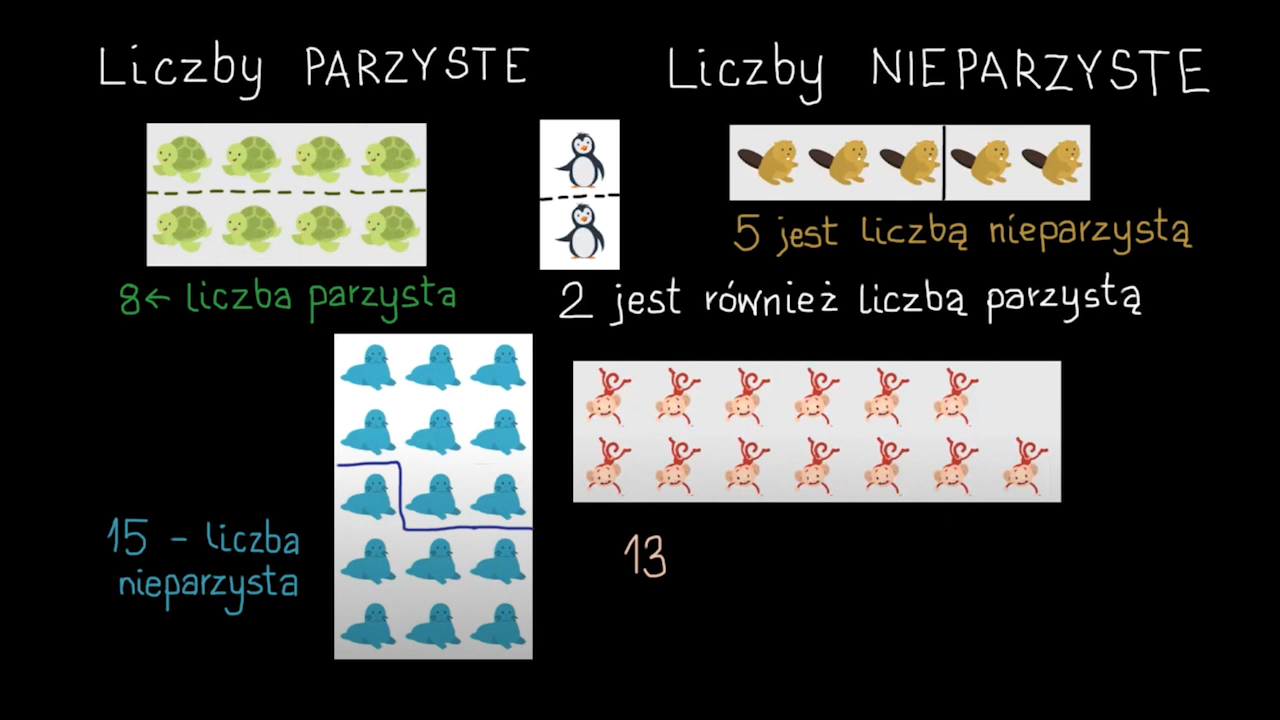 Liczby PARZYSTE
Liczby NIEPARZYSTE
5 jest liczbą nieparzystą
8← liczba parzysta
2 jest również liczbą parzystą
15 - liczba
nieparzysta
13